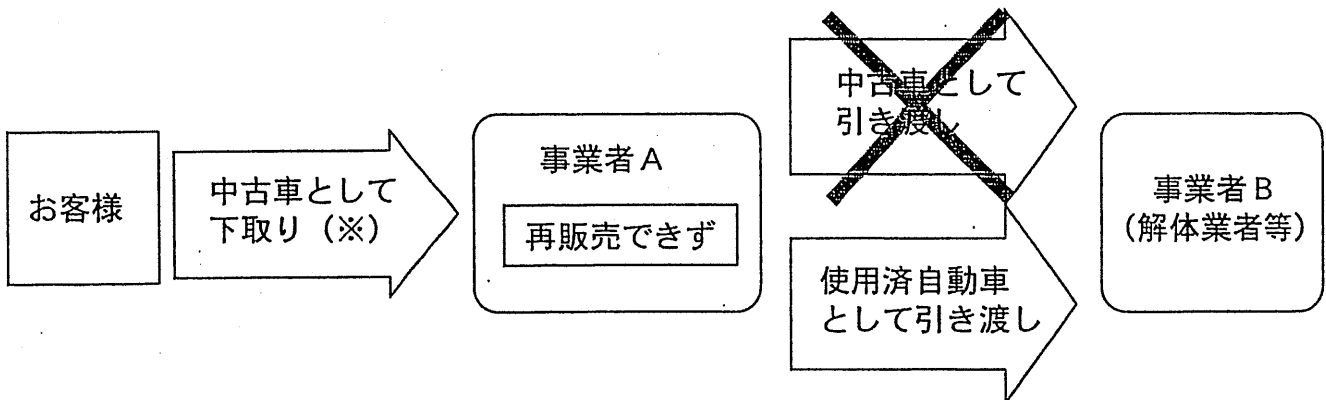 お客様
中古車として
下取り（※）
事業者A
再販売できず
中古車として
引き渡し
使用済自動車
として引き渡し
事業者B
（解体業者等）